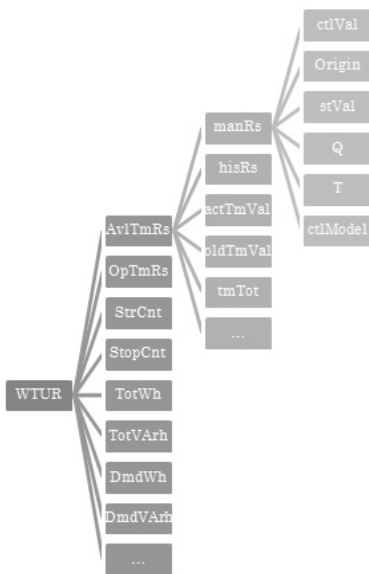 ctlVal
Origin
stVal
manRs
Q
hisRs
T
actTmVal
AvlTmRs
ctlModel
oldTmVal
OpTmRs
tmTot
StrCnt
...
StopCnt
WTUR
TotWh
TotVArh
DmdWh
DmdVArh
...